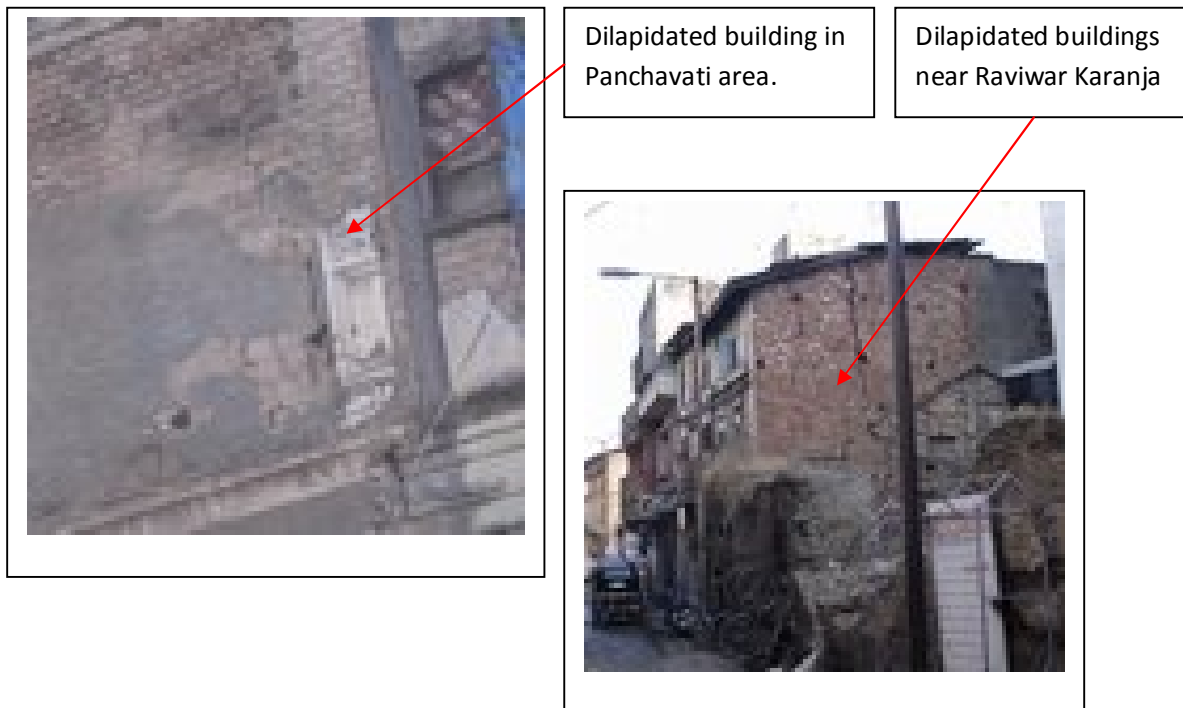 Dilapidated building in
Panchavati area.
Dilapidated buildings
near Raviwar Karanja